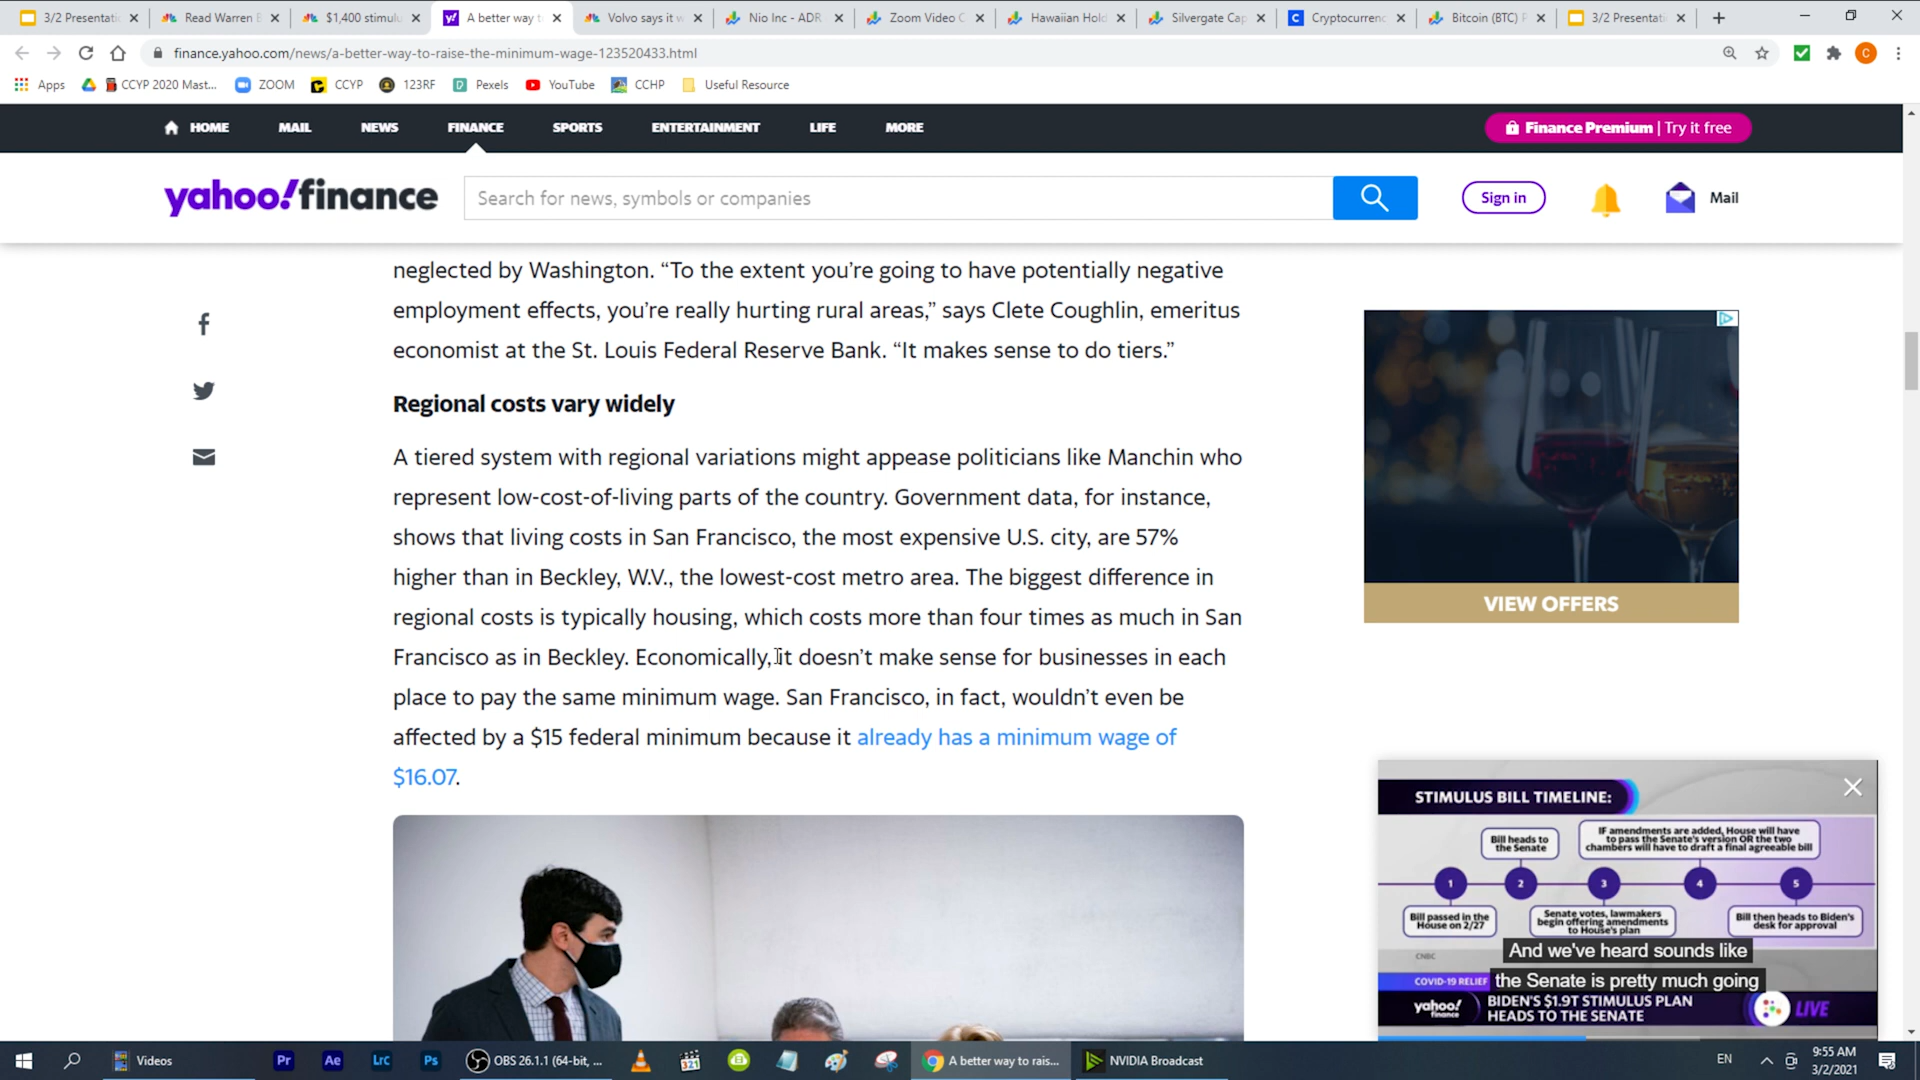 3/2 Presentati
Read Warren B
$1,400 stimulu
A better way t
Volvo says it w
Nio Inc - ADR
Zoom Video C
Hawaiian Hold
Silvergate Cap
Cryptocurrenc
Bitcoin (BTC) P
3/2 Presentati
finance.yahoo.com/news/a-better-way-to-raise-the-minimum-wage-123520433.html
C
Apps
CCYP 2020 Mast...
ZOOM
CCYP
123RF
Pexels
YouTube
CCHP
Useful Resource
HOME
MAIL
NEWS
FINANCE
SPORTS
ENTERTAINMENT
LIFE
MORE
Finance Premium | Try it free
yahoo!finance
Search for news, symbols or companies
Sign in
Mail
neglected by Washington. “To the extent you’re going to have potentially negative
employment effects, you’re really hurting rural areas,” says Clete Coughlin, emeritus
economist at the St. Louis Federal Reserve Bank. “It makes sense to do tiers.”
Regional costs vary widely
A tiered system with regional variations might appease politicians like Manchin who
represent low-cost-of-living parts of the country. Government data, for instance,
shows that living costs in San Francisco, the most expensive U.S. city, are 57%
higher than in Beckley, W.V., the lowest-cost metro area. The biggest difference in
regional costs is typically housing, which costs more than four times as much in San
Francisco as in Beckley. Economically, it doesn’t make sense for businesses in each
place to pay the same minimum wage. San Francisco, in fact, wouldn’t even be
affected by a $15 federal minimum because it already has a minimum wage of
$16.07.
VIEW OFFERS
STIMULUS BILL TIMELINE:
Bill heads to
the Senate
IF amendments are added, House will have
to pass the Senate's version OR the two
chambers will have to draft a final agreeable bill
1
2
3
4
5
Bill passed in the
House on 2/27
Senate votes, lawmakers
begin offering amendments
to House's plan
Bill then heads to Biden's
desk for approval
And we've heard sounds like
the Senate is pretty much going
CNBC
COVID-19 RELIEF
yahoo!
finance
BIDEN'S $1.9T STIMULUS PLAN
HEADS TO THE SENATE
LIVE
Videos
Pr
Ae
Lrc
Ps
OBS 26.1.1 (64-bit, ...
321
A better way to rais...
NVIDIA Broadcast
EN
9:55 AM
3/2/2021